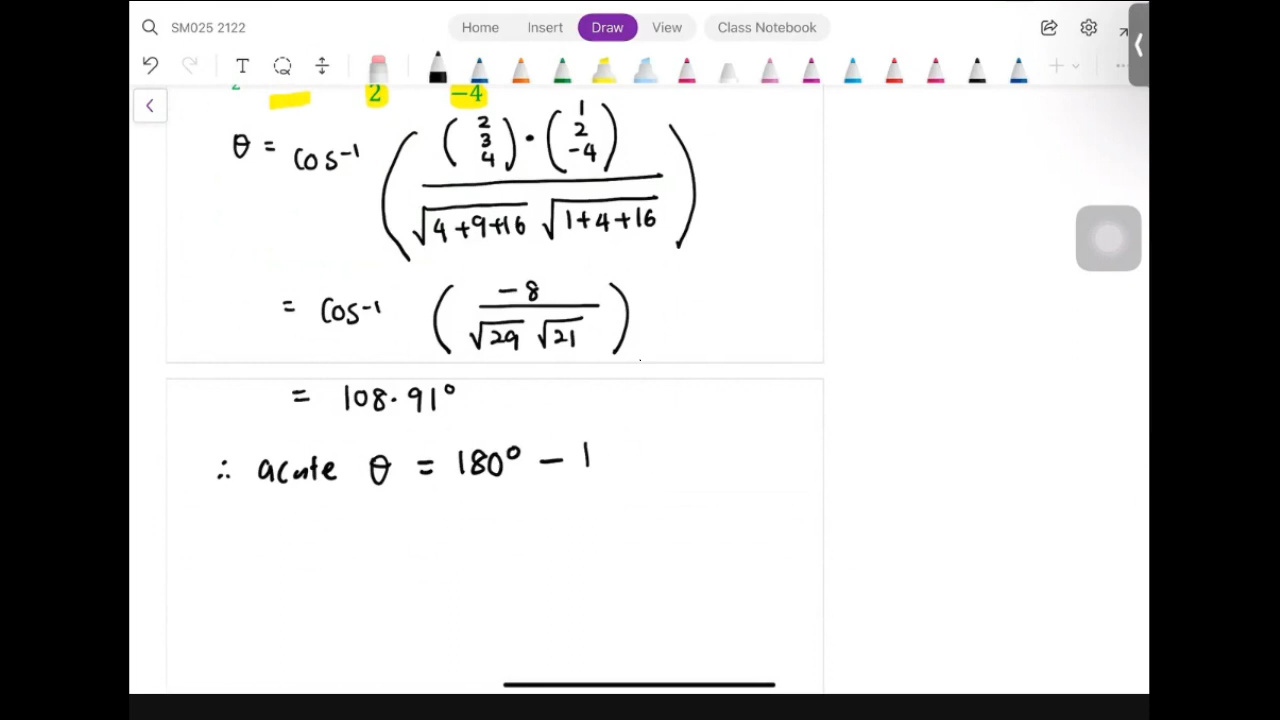 SM025 2122
Home Insert Draw View Class Notebook
T
2 -4
θ = cos⁻¹ ( (2 3 4) • (1 2 -4) / √4+9+16 √1+4+16 )
= cos⁻¹ ( -8 / √29 √21 )
= 108.91°
∴ acute θ = 180° - 1